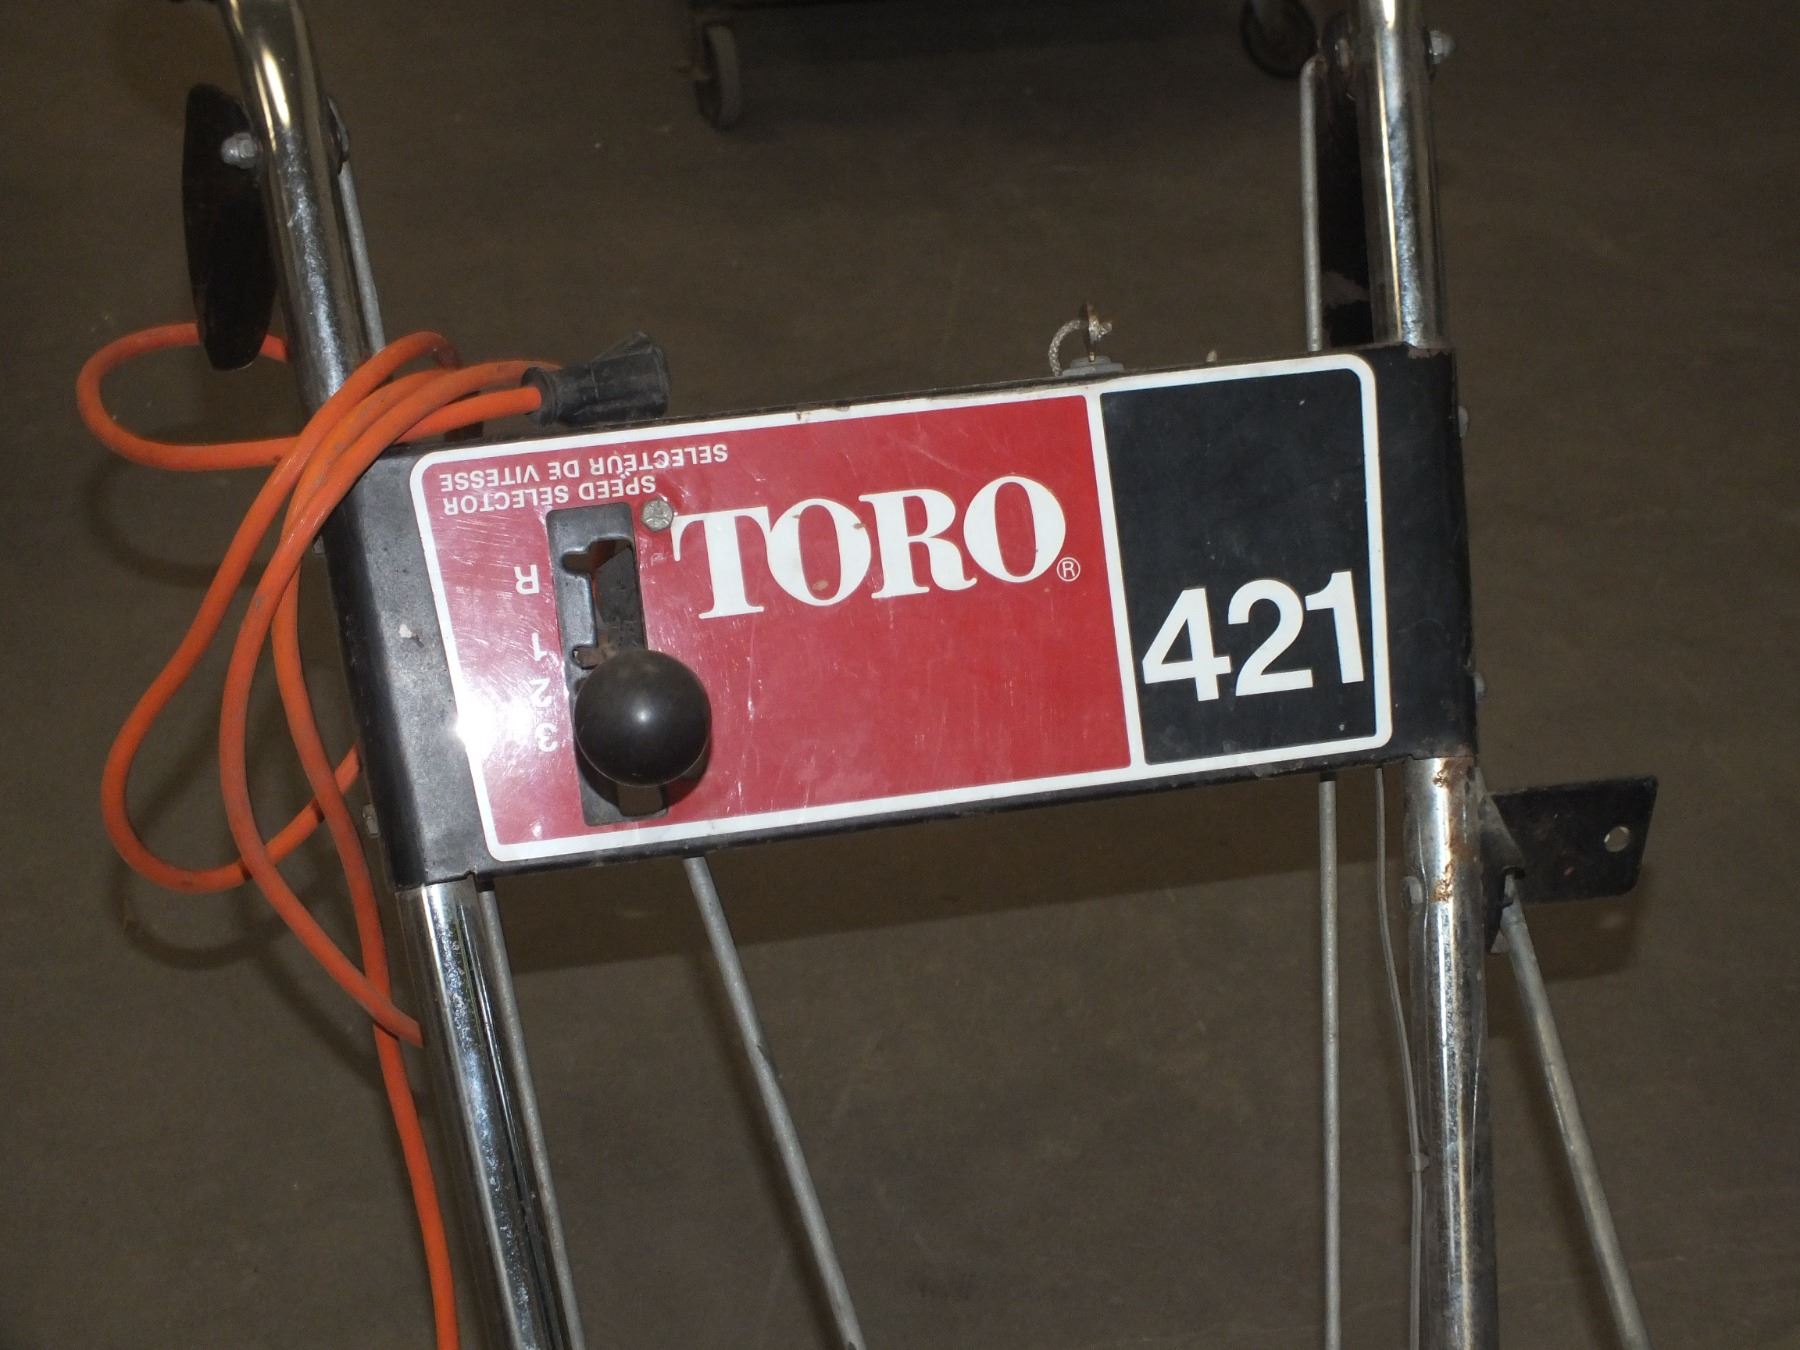 TORO®
421
SPEED SELECTOR
SELECTEUR DE VITESSE
R
1
2
3